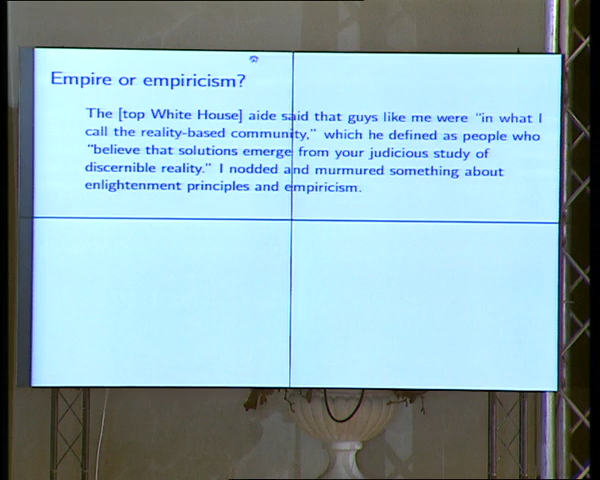 Empire or empiricism?
The [top White House] aide said that guys like me were “in what I
call the reality-based community,” which he defined as people who
“believe that solutions emerge from your judicious study of
discernible reality.” I nodded and murmured something about
enlightenment principles and empiricism.